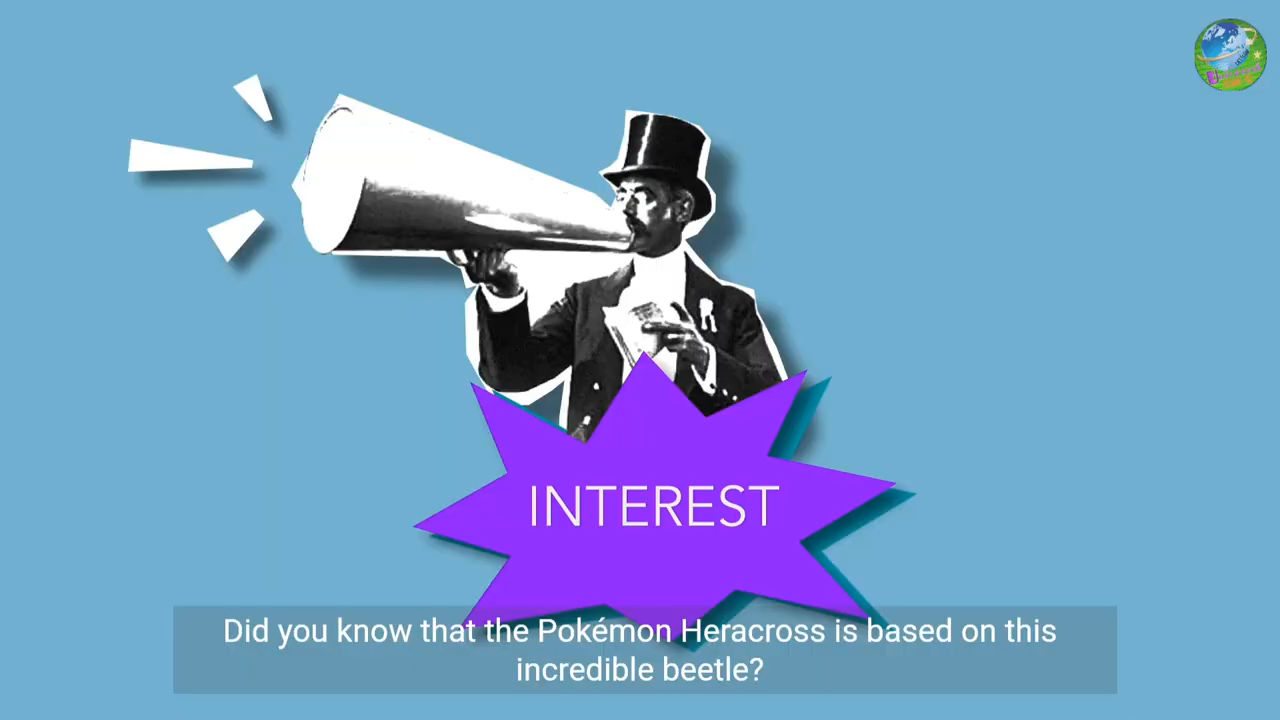 INTEREST
Did you know that the Pokémon Heracross is based on this
incredible beetle?